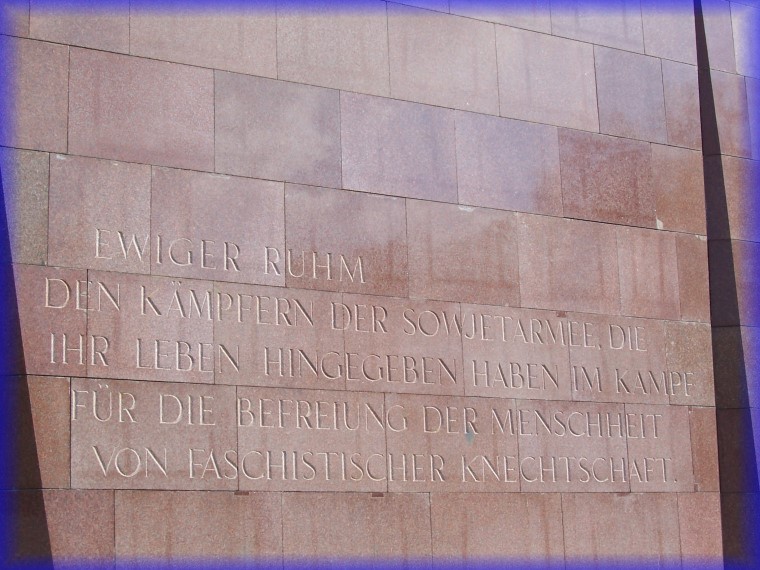 EWIGER RUHM
DEN KÄMPFERN DER SOWJETARMEE, DIE
IHR LEBEN HINGEGEBEN HABEN IM KAMPF
FÜR DIE BEFREIUNG DER MENSCHHEIT
VON FASCHISTISCHER KNECHTSCHAFT.